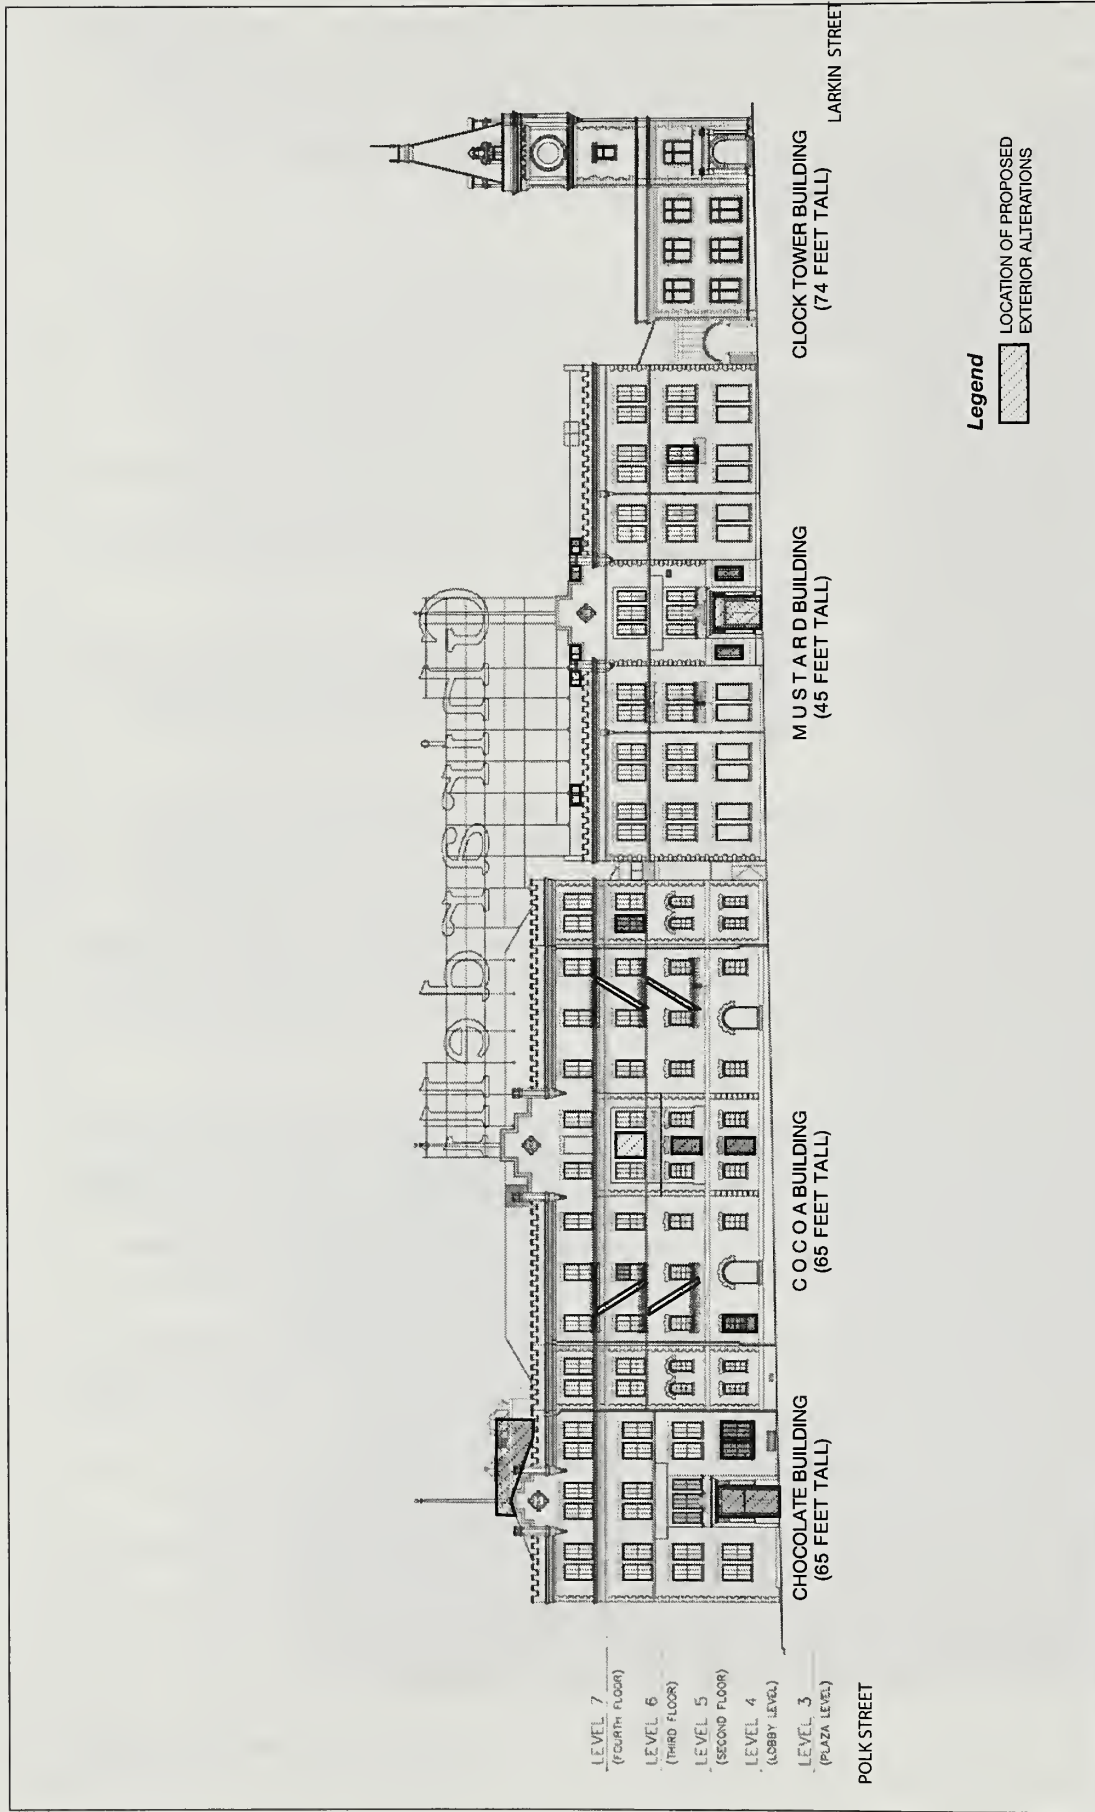 Ghirardelli
LEVEL 7
(FOURTH FLOOR)
LEVEL 6
(THIRD FLOOR)
LEVEL 5
(SECOND FLOOR)
LEVEL 4
(LOBBY LEVEL)
LEVEL 3
(PLAZA LEVEL)
POLK STREET
CHOCOLATE BUILDING
(65 FEET TALL)
C O C O A BUILDING
(65 FEET TALL)
M U S T A R D BUILDING
(45 FEET TALL)
CLOCK TOWER BUILDING
(74 FEET TALL)
LARKIN STREET
Legend
LOCATION OF PROPOSED
EXTERIOR ALTERATIONS